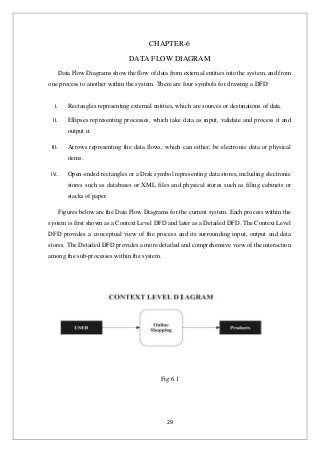 CHAPTER-6
DATA FLOW DIAGRAM
Data Flow Diagrams show the flow of data from external entities into the system, and from
one process to another within the system. There are four symbols for drawing a DFD:
I. Rectangles representing external entities, which are sources or destinations of data.
II. Ellipses representing processes, which take data as input, validate and process it and
output it.
III. Arrows representing the data flows, which can either, be electronic data or physical
items.
IV. Open-ended rectangles or a Disk symbol representing data stores, including electronic
stores such as databases or XML files and physical stores such as filing cabinets or
stacks of paper.
Figures below are the Data Flow Diagrams for the current system. Each process within the
system is first shown as a Context Level DFD and later as a Detailed DFD. The Context Level
DFD provides a conceptual view of the process and its surrounding input, output and data
stores. The Detailed DFD provides a more detailed and comprehensive view of the interaction
among the sub-processes within the system.
CONTEXT LEVEL DIAGRAM
USER
Online
Shopping
Products
Fig 6.1
29